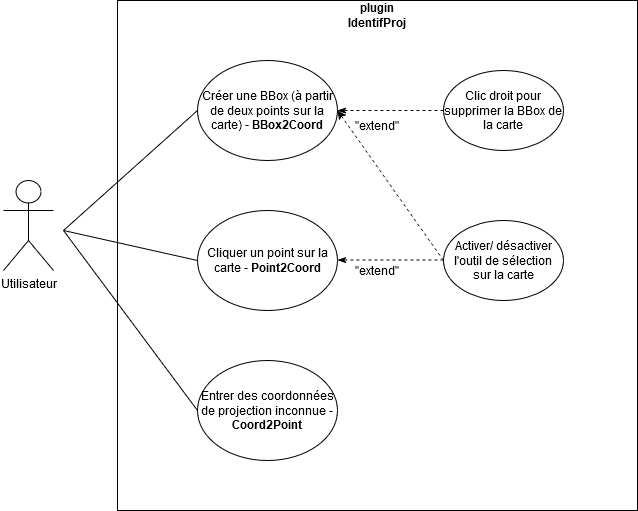 plugin
IdentifProj
Créer une BBox (à partir
de deux points sur la
carte) - BBox2Coord
Clic droit pour
supprimer la BBox de
la carte
"extend"
Utilisateur
Cliquer un point sur la
carte - Point2Coord
"extend"
Activer/ désactiver
l'outil de sélection
sur la carte
Entrer des coordonnées
de projection inconnue -
Coord2Point